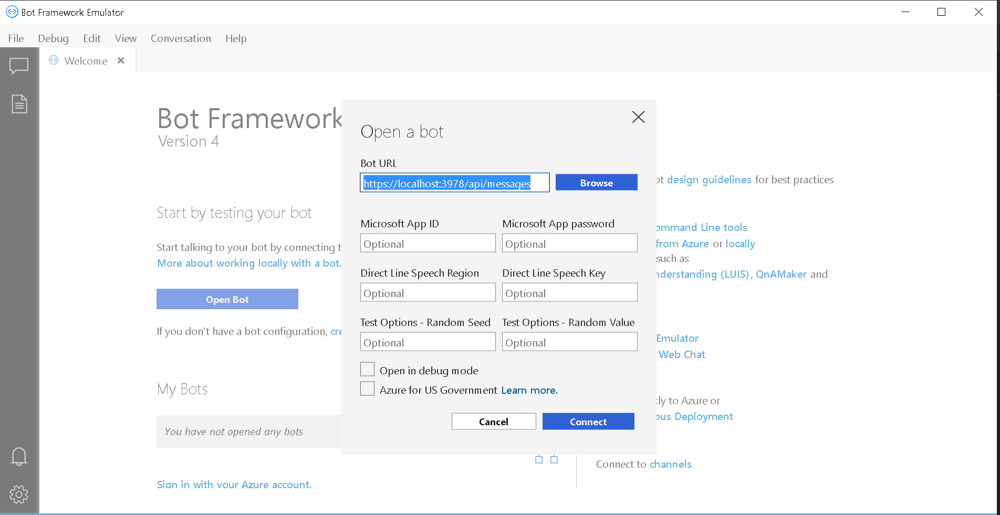 Bot Framework Emulator
File Debug Edit View Conversation Help
Welcome
Bot Framework
Version 4
Start by testing your bot
Start talking to your bot by connecting
More about working locally with a bot.
Open Bot
If you don't have a bot configuration,
My Bots
You have not opened any bots
Sign in with your Azure account.
Open a bot
Bot URL
https://localhost:3978/api/messages
Browse
Microsoft App ID Microsoft App password
Optional Optional
Direct Line Speech Region Direct Line Speech Key
Optional Optional
Test Options - Random Seed Test Options - Random Value
Optional Optional
Open in debug mode
Azure for US Government Learn more.
Cancel Connect
design guidelines for best practices
Line tools
from Azure or locally
such as
(LUIS), QnAMaker and
Emulator
Web Chat
to Azure or
Deployment
Connect to channels